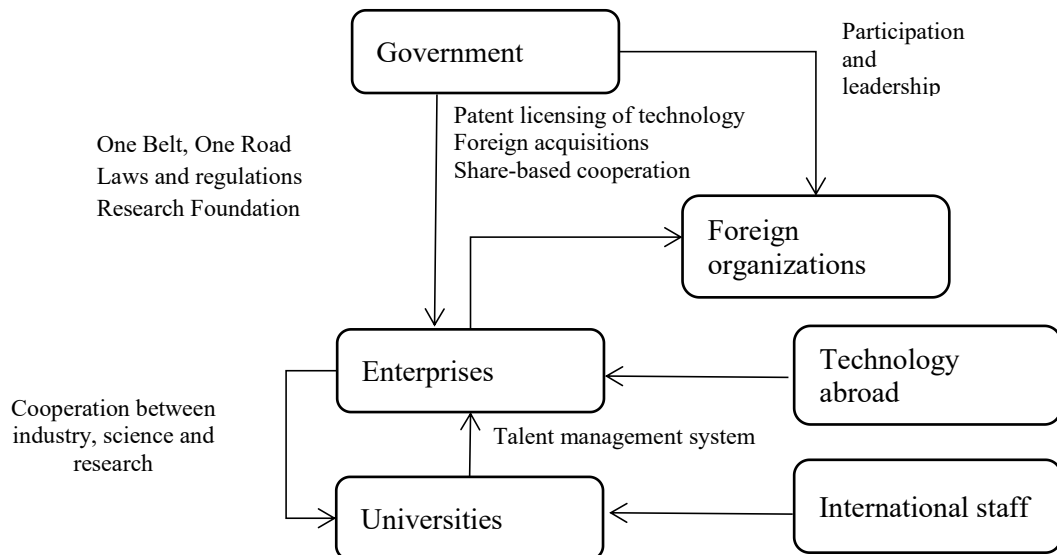 Government
Participation
and
leadership
Patent licensing of technology
Foreign acquisitions
Share-based cooperation
One Belt, One Road
Laws and regulations
Research Foundation
Foreign
organizations
Enterprises
Technology
abroad
Cooperation between
industry, science and
research
Talent management system
Universities
International staff